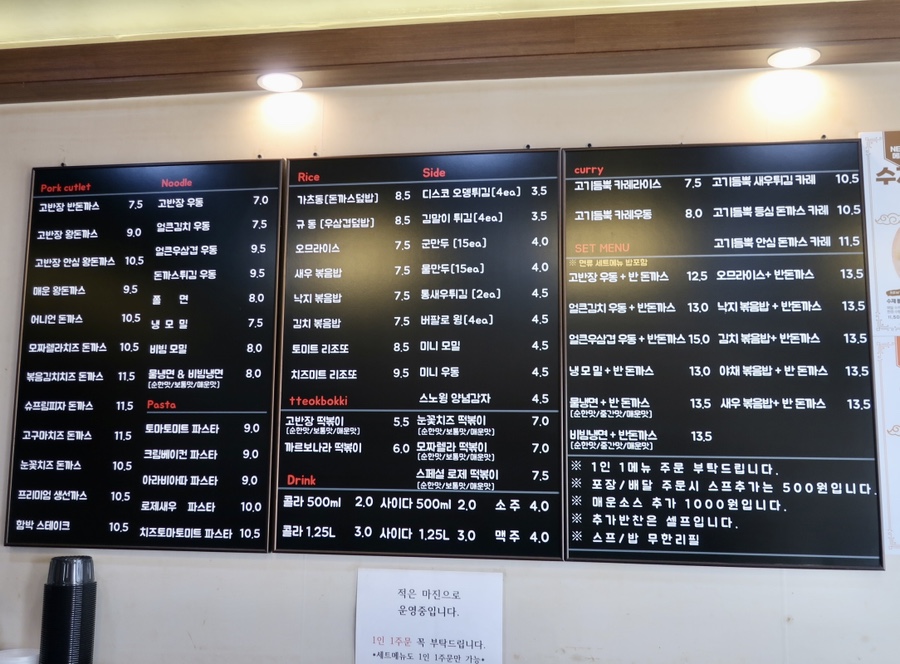 Pork cutlet
고반장 반돈까스 7,5
고반장 왕돈까스 9,0
고반장 안심 왕돈까스 10,5
매운 왕돈까스 9,5
어니언 돈까스 10,5
모짜렐라치즈 돈까스 10,5
볶음김치치즈 돈까스 11,5
슈프림피자 돈까스 11,5
고구마치즈 돈까스 11,5
눈꽃치즈 돈까스 10,5
프리미엄 생선까스 10,5
함박 스테이크 10,5
Noodle
고반장 우동 7,0
얼큰김치 우동 7,5
얼큰우삼겹 우동 9,5
돈까스튀김 우동 9,5
쫄 면 8,0
냉 모 밀 7,5
비빔 모밀 8,0
물냉면 & 비빔냉면 8,0
(순한맛/보통맛/매운맛)
Pasta
토마토미트 파스타 9,0
크림베이컨 파스타 9,0
아라비아따 파스타 9,0
로제새우 파스타 10,0
치즈토마토미트 파스타 10,5
Rice
가츠동(돈까스덮밥) 8,5
규 동 (우삼겹덮밥) 8,5
오므라이스 7,5
새우 볶음밥 7,5
낙지 볶음밥 7,5
김치 볶음밥 7,5
토미트 리조또 8,5
치즈미트 리조또 9,5
tteokbokki
고반장 떡볶이 5,5
(순한맛/보통맛/매운맛)
까르보나라 떡볶이 6,0
Side
디스코 오뎅튀김(4ea) 3,5
김말이 튀김(4ea) 3,5
군만두 (15ea) 4,0
물만두(15ea) 4,0
통새우튀김 (2ea) 4,5
버팔로 윙(4ea) 4,5
미니 모밀 4,5
미니 우동 4,5
스노윙 양념감자 4,5
눈꽃치즈 떡볶이 7,0
(순한맛/보통맛/매운맛)
모짜렐라 떡볶이 7,0
(순한맛/보통맛/매운맛)
스페셜 로제 떡볶이 7,5
(순한맛/보통맛/매운맛)
Drink
콜라 500ml 2,0 사이다 500ml 2,0 소 주 4,0
콜라 1,25L 3,0 사이다 1,25L 3,0 맥 주 4,0
curry
고기듬뿍 카레라이스 7,5 고기듬뿍 새우튀김 카레 10,5
고기듬뿍 카레우동 8,0 고기듬뿍 등심 돈까스 카레 10,5
고기듬뿍 안심 돈까스 카레 11,5
SET MENU
※ 면류 세트메뉴 밥포함
고반장 우동 + 반 돈까스 12,5 오므라이스+ 반돈까스 13,5
얼큰김치 우동 + 반돈까스 13,0 낙지 볶음밥+ 반돈까스 13,5
얼큰우삼겹 우동 + 반돈까스 15,0 김치 볶음밥+ 반돈까스 13,5
냉 모 밀 + 반 돈까스 13,0 야채 볶음밥+ 반돈까스 13,5
물냉면 + 반 돈까스 13,5 새우 볶음밥+ 반 돈까스 13,5
(순한맛/중간맛/매운맛)
비빔냉면 + 반돈까스 13,5
(순한맛/중간맛/매운맛)
※ 1인 1메뉴 주문 부탁드립니다.
※ 포장/배달 주문시 스프추가는 500원입니다.
※ 매운소스 추가 1000원입니다.
※ 추가반찬은 셀프입니다.
※ 스프/밥 무한리필
적은 마진으로
운영중입니다.
1인 1주문 꼭 부탁드립니다.
*세트메뉴도 1인 1주문만 가능*